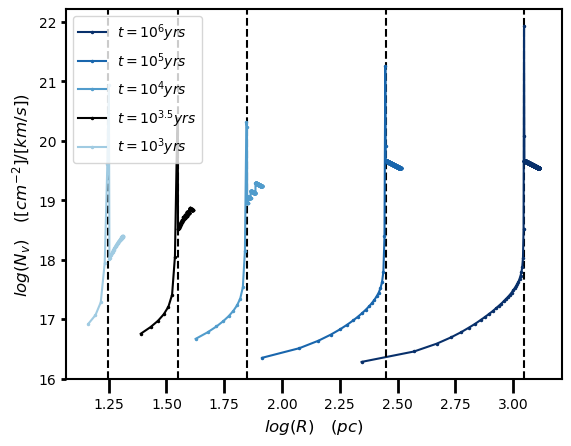 t = 10^6 yrs
t = 10^5 yrs
t = 10^4 yrs
t = 10^3.5 yrs
t = 10^3 yrs
22
21
20
19
18
17
16
log(N_v) ([cm^−2]/[km/s])
1.25 1.50 1.75 2.00 2.25 2.50 2.75 3.00
log(R) (pc)